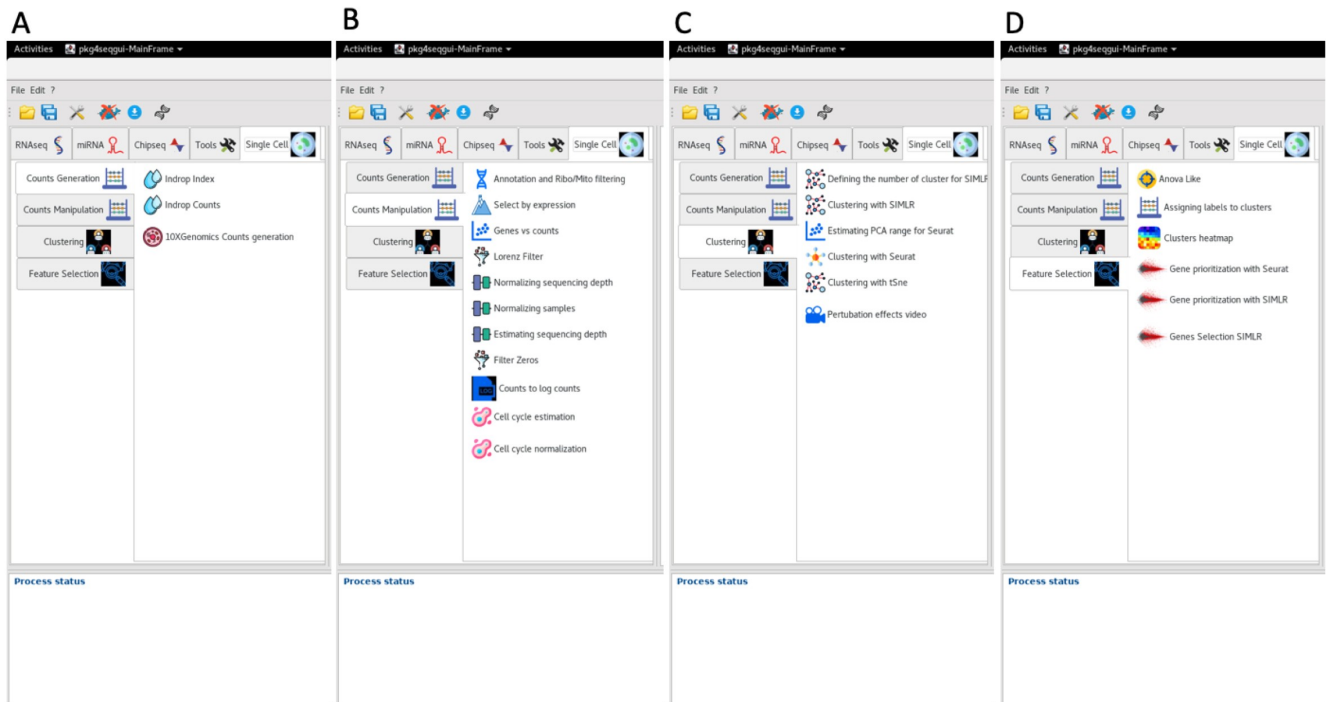 A
Activities pkg4seqgui-MainFrame
File Edit ?
RNAseq miRNA Chipseq Tools Single Cell
Counts Generation
Counts Manipulation
Clustering
Feature Selection
Indrop Index
Indrop Counts
10XGenomics Counts generation
Process status
B
Activities pkg4seqgui-MainFrame
File Edit ?
RNAseq miRNA Chipseq Tools Single Cell
Counts Generation
Counts Manipulation
Clustering
Feature Selection
Annotation and Ribo/Mito filtering
Select by expression
Genes vs counts
Lorenz Filter
Normalizing sequencing depth
Normalizing samples
Estimating sequencing depth
Filter Zeros
LOG Counts to log counts
Cell cycle estimation
Cell cycle normalization
Process status
C
Activities pkg4seqgui-MainFrame
File Edit ?
RNAseq miRNA Chipseq Tools Single Cell
Counts Generation
Counts Manipulation
Clustering
Feature Selection
Defining the number of cluster for SIMLR
Clustering with SIMLR
Estimating PCA range for Seurat
Clustering with Seurat
Clustering with tSne
Pertubation effects video
Process status
D
Activities pkg4seqgui-MainFrame
File Edit ?
RNAseq miRNA Chipseq Tools Single Cell
Counts Generation
Counts Manipulation
Clustering
Feature Selection
Anova Like
Assigning labels to clusters
Clusters heatmap
Gene prioritization with Seurat
Gene prioritization with SIMLR
Genes Selection SIMLR
Process status